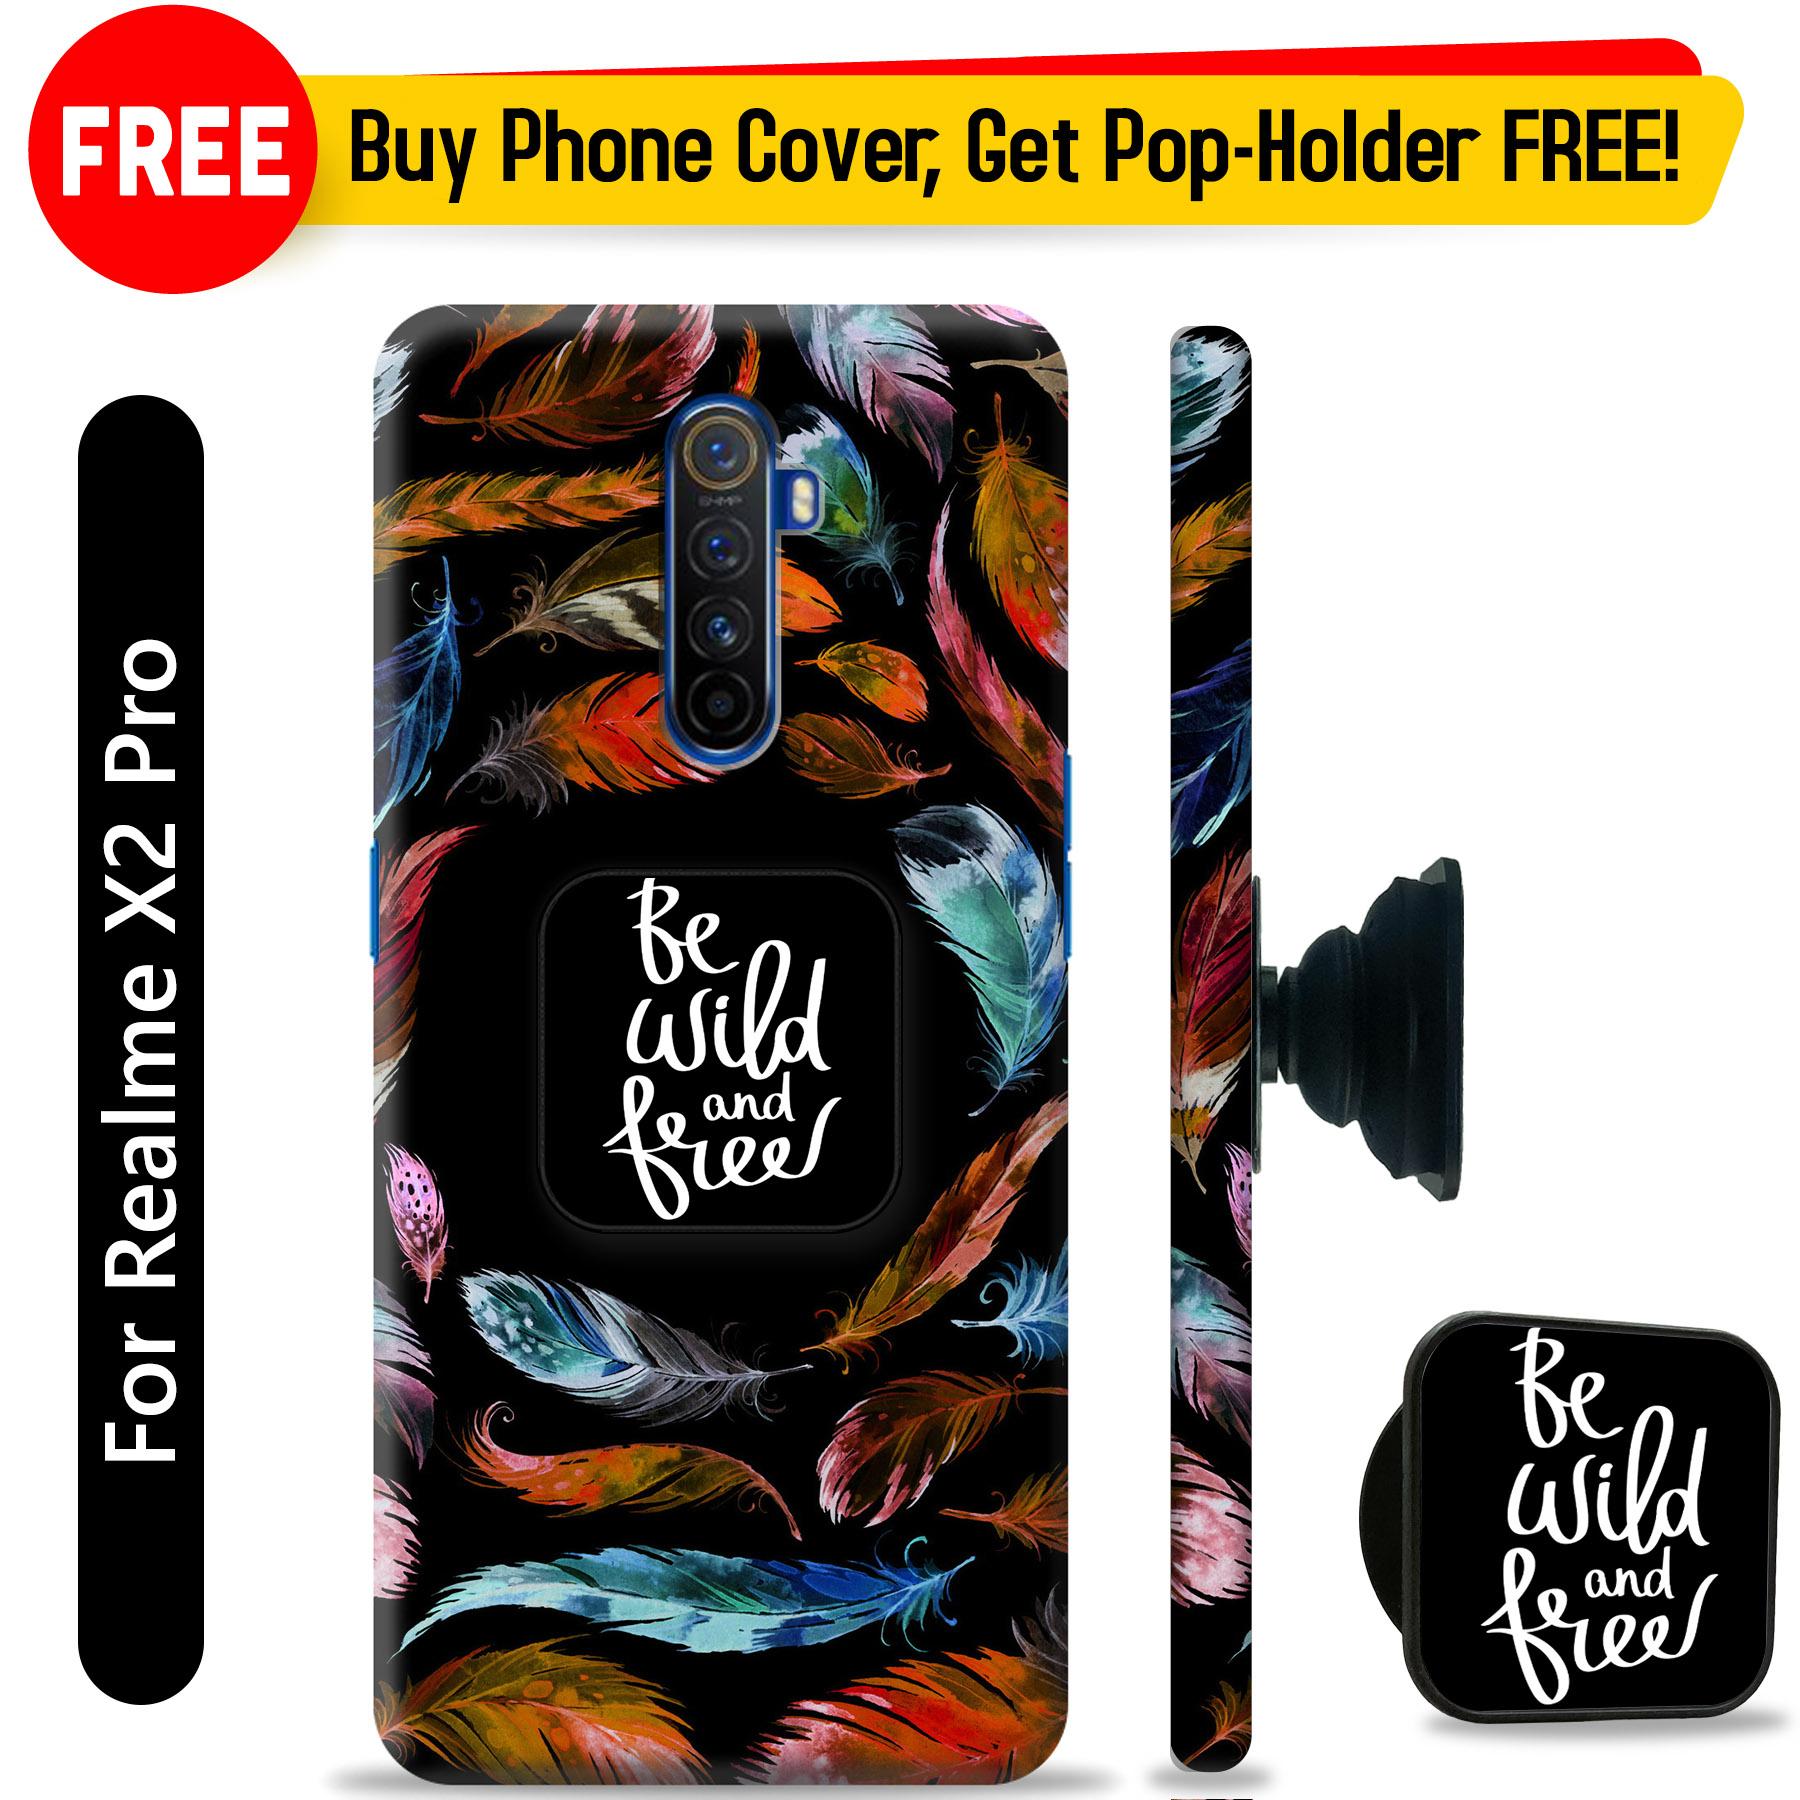 FREE
Buy Phone Cover, Get Pop-Holder FREE!
For Realme X2 Pro
64MP
Be
wild
and
free
Be
wild
and
free